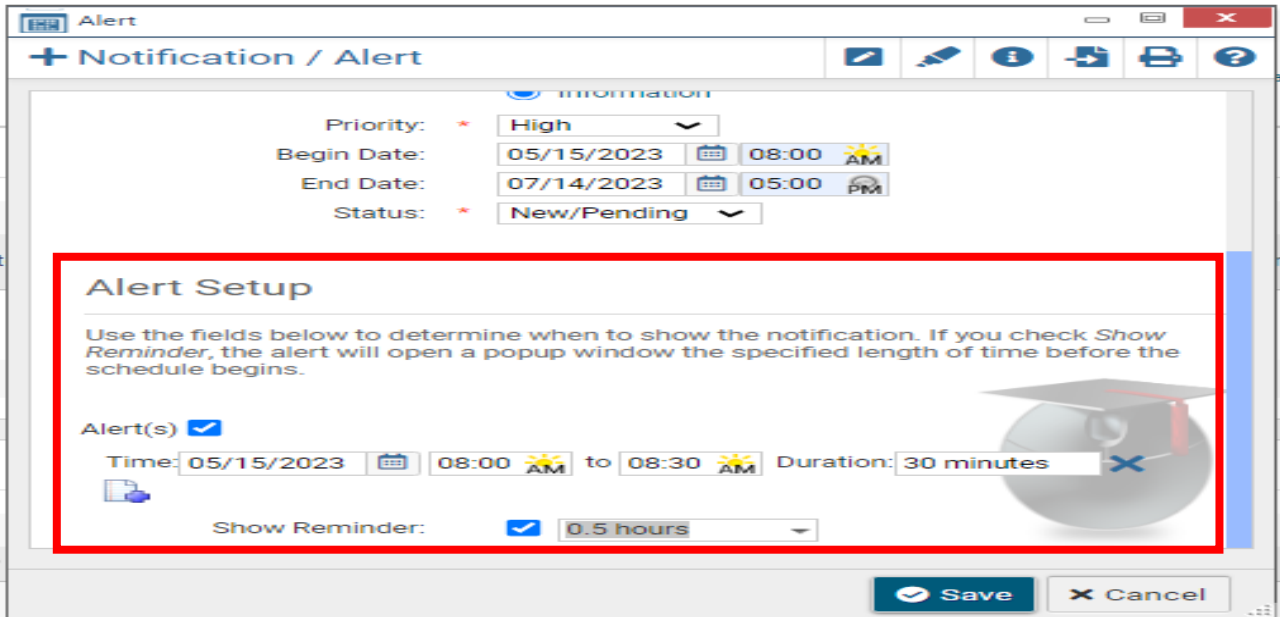 Alert
Notification / Alert
Information
Priority: * High
Begin Date: 05/15/2023 08:00 AM
End Date: 07/14/2023 05:00 PM
Status: * New/Pending
Alert Setup
Use the fields below to determine when to show the notification. If you check Show
Reminder, the alert will open a popup window the specified length of time before the
schedule begins.
Alert(s)
Time: 05/15/2023 08:00 AM to 08:30 AM Duration: 30 minutes
Show Reminder: 0.5 hours
Save Cancel